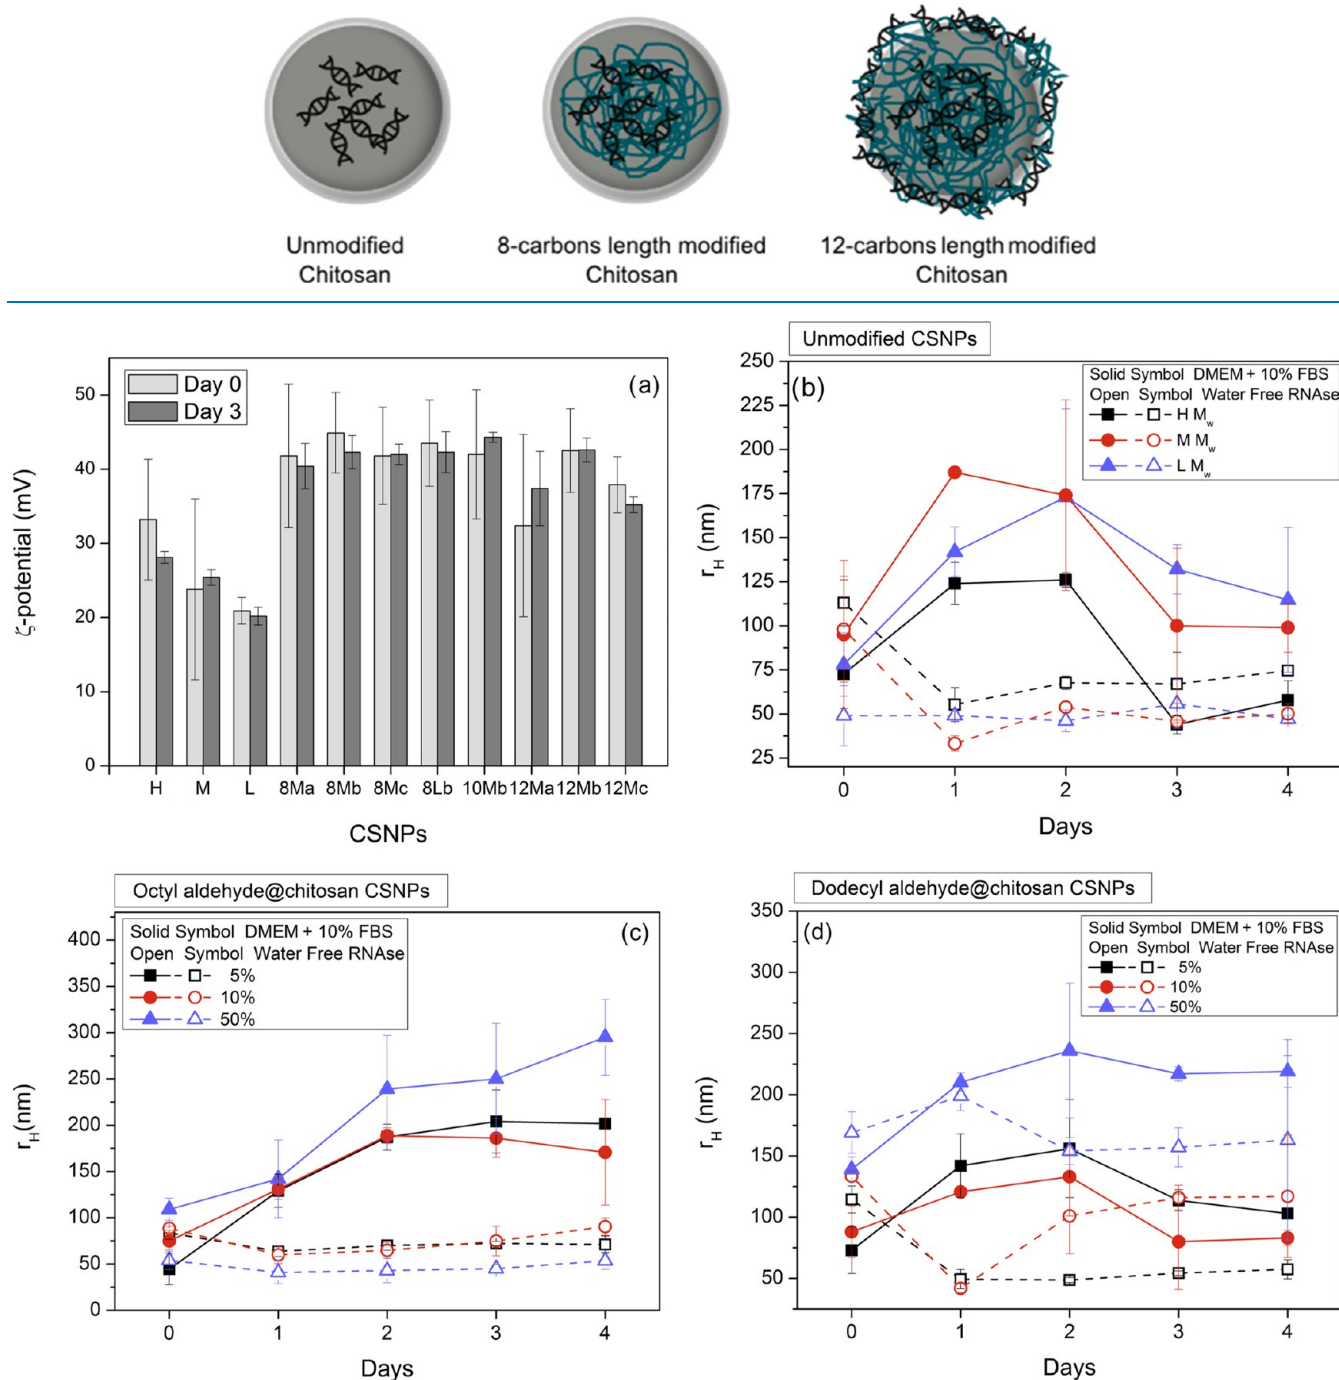 Unmodified
Chitosan
8-carbons length modified
Chitosan
12-carbons length modified
Chitosan
(a)
Day 0
Day 3
ζ-potential (mV)
50
40
30
20
10
0
H M L 8Ma 8Mb 8Mc 8Lb 10Mb 12Ma 12Mb 12Mc
CSNPs
Unmodified CSNPs
(b)
Solid Symbol DMEM + 10% FBS
Open Symbol Water Free RNAse
H Mw
M Mw
L Mw
rH (nm)
250
225
200
175
150
125
100
75
50
25
0 1 2 3 4
Days
Octyl aldehyde@chitosan CSNPs
(c)
Solid Symbol DMEM + 10% FBS
Open Symbol Water Free RNAse
5%
10%
50%
rH(nm)
400
350
300
250
200
150
100
50
0
0 1 2 3 4
Days
Dodecyl aldehyde@chitosan CSNPs
(d)
Solid Symbol DMEM + 10% FBS
Open Symbol Water Free RNAse
5%
10%
50%
rH (nm)
350
300
250
200
150
100
50
0 1 2 3 4
Days